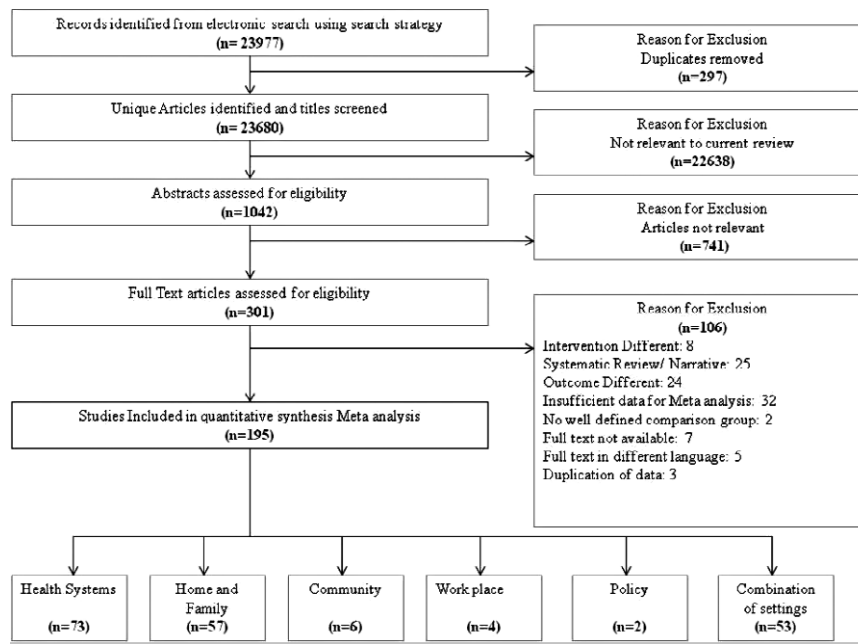 Records identified from electronic search using search strategy
(n= 23977)
Reason for Exclusion
Duplicates removed
(n=297)
Unique Articles identified and titles screened
(n= 23680)
Reason for Exclusion
Not relevant to current review
(n=22638)
Abstracts assessed for eligibility
(n=1042)
Reason for Exclusion
Articles not relevant
(n=741)
Full Text articles assessed for eligibility
(n=301)
Reason for Exclusion
(n=106)
Intervention Different: 8
Systematic Review/ Narrative: 25
Outcome Different: 24
Insufficient data for Meta analysis: 32
No well defined comparison group: 2
Full text not available: 7
Full text in different language: 5
Duplication of data: 3
Studies Included in quantitative synthesis Meta analysis
(n=195)
Health Systems
(n=73)
Home and
Family
(n=57)
Community
(n=6)
Work place
(n=4)
Policy
(n=2)
Combination
of settings
(n=53)